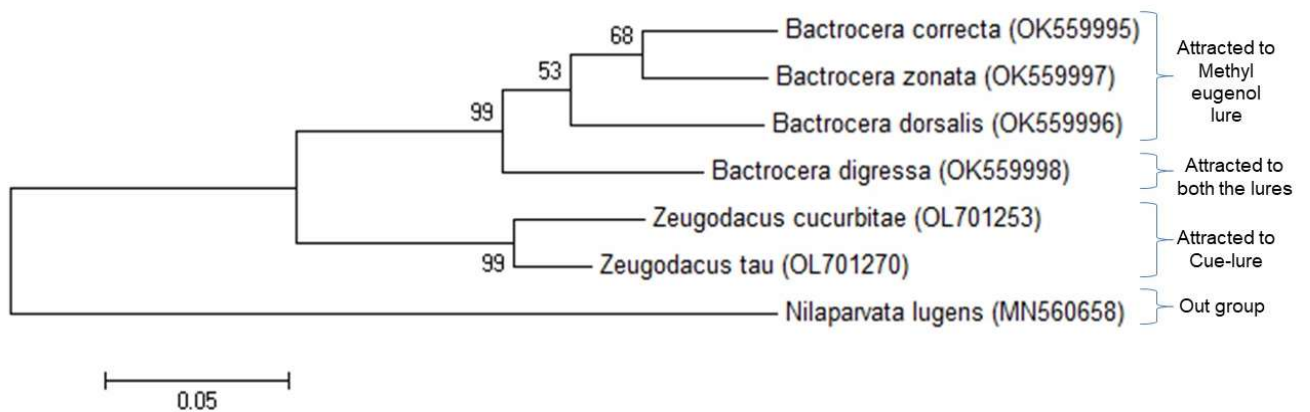 68
Bactrocera correcta (OK559995)
53
Bactrocera zonata (OK559997)
99
Bactrocera dorsalis (OK559996)
Bactrocera digressa (OK559998)
Zeugodacus cucurbitae (OL701253)
99
Zeugodacus tau (OL701270)
Nilaparvata lugens (MN560658)
Attracted to
Methyl
eugenol
lure
Attracted to
both the lures
Attracted to
Cue-lure
Out group
0.05